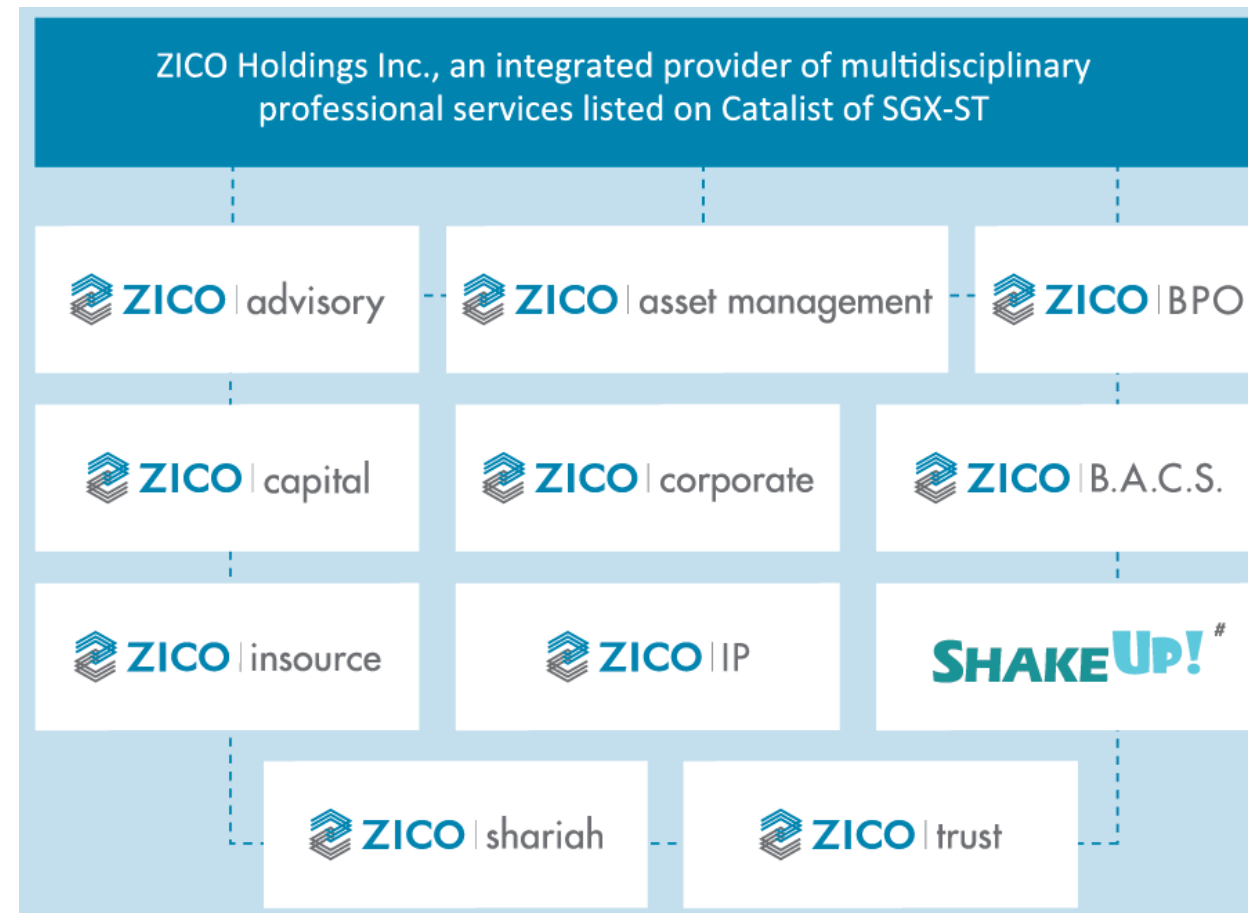 ZICO Holdings Inc., an integrated provider of multidisciplinary
professional services listed on Catalist of SGX-ST
ZICO | advisory
ZICO | asset management
ZICO | BPO
ZICO | capital
ZICO | corporate
ZICO | B.A.C.S.
ZICO | insource
ZICO | IP
SHAKEUP! #
ZICO | shariah
ZICO | trust